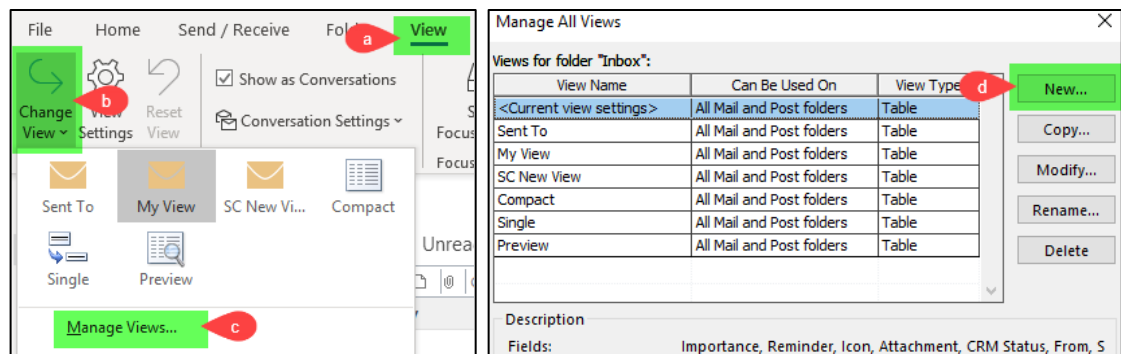 File Home Send / Receive View
a
Change View
b
View Settings
Reset View
Show as Conversations
Conversation Settings
Sent To My View SC New Vi... Compact
Single Preview
Manage Views...
c
Manage All Views
Views for folder "Inbox":
View Name Can Be Used On View Type
d
New...
<Current view settings> All Mail and Post folders Table
Sent To All Mail and Post folders Table
Copy...
My View All Mail and Post folders Table
SC New View All Mail and Post folders Table
Modify...
Compact All Mail and Post folders Table
Single All Mail and Post folders Table
Rename...
Preview All Mail and Post folders Table
Delete
Description
Fields: Importance, Reminder, Icon, Attachment, CRM Status, From, S